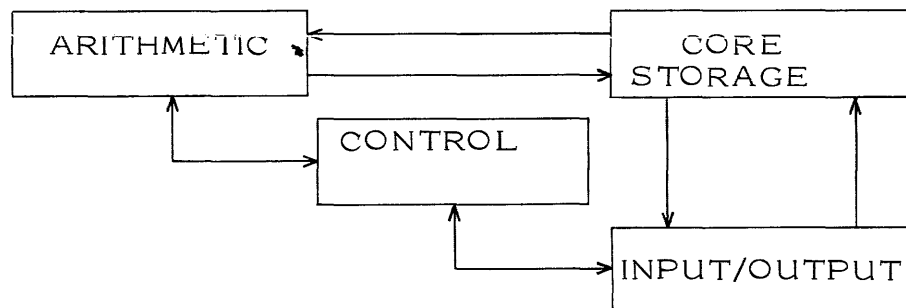 ARITHMETIC
CORE
STORAGE
CONTROL
INPUT/OUTPUT